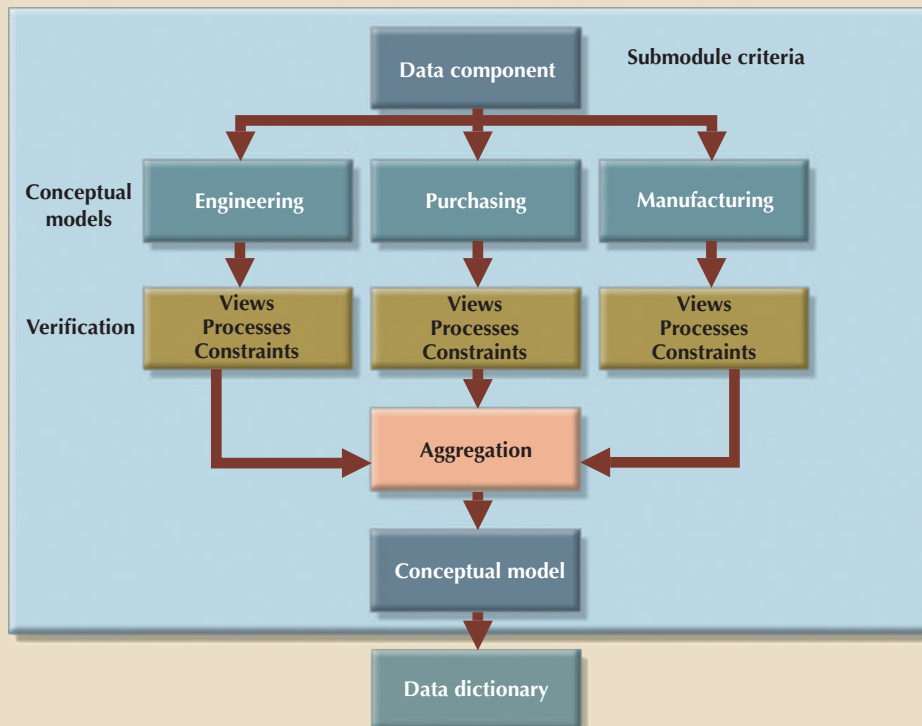 Data component
Submodule criteria
Conceptual
models
Engineering
Purchasing
Manufacturing
Verification
Views
Processes
Constraints
Views
Processes
Constraints
Views
Processes
Constraints
Aggregation
Conceptual model
Data dictionary